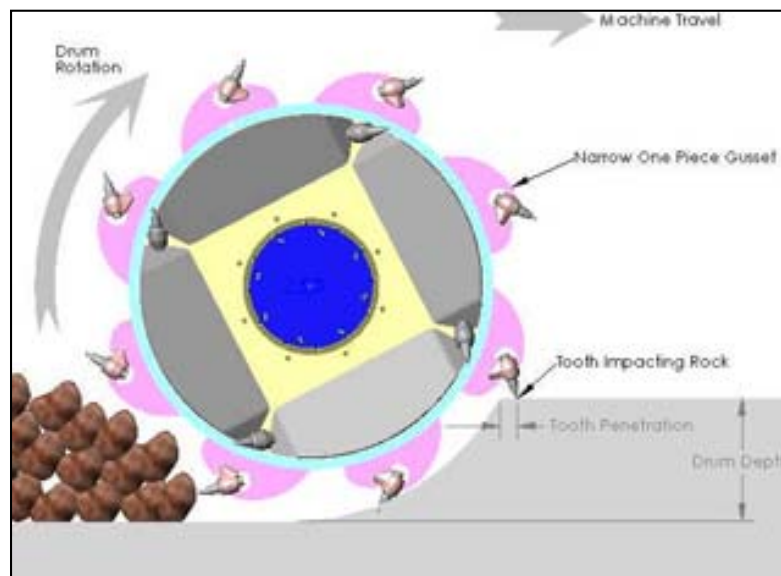 Machine Travel
Drum
Rotation
Narrow One Piece Gusset
Tooth Impacting Rock
Tooth Penetration
Drum Depth